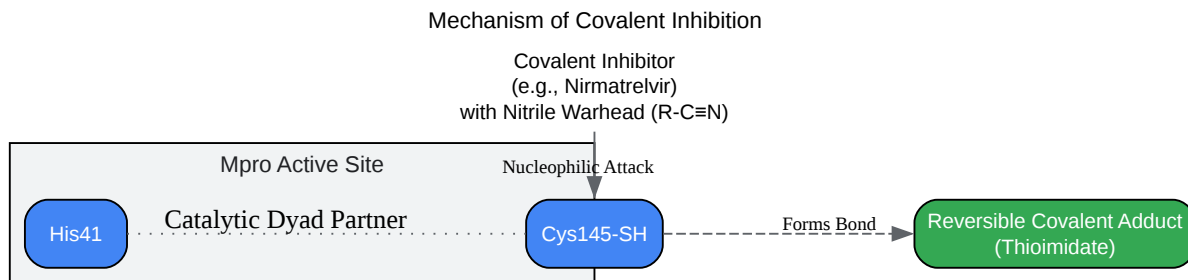 Mechanism of Covalent Inhibition
Covalent Inhibitor
(e.g., Nirmatrelvir)
with Nitrile Warhead (R-C≡N)
Mpro Active Site
Nucleophilic Attack
His41
Catalytic Dyad Partner
Cys145-SH
Forms Bond
Reversible Covalent Adduct
(Thioimidate)